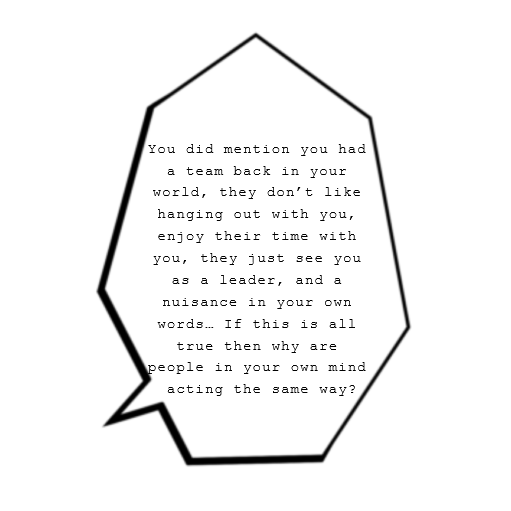 You did mention you had
a team back in your
world, they don’t like
hanging out with you,
enjoy their time with
you, they just see you
as a leader, and a
nuisance in your own
words… If this is all
true then why are
people in your own mind
acting the same way?